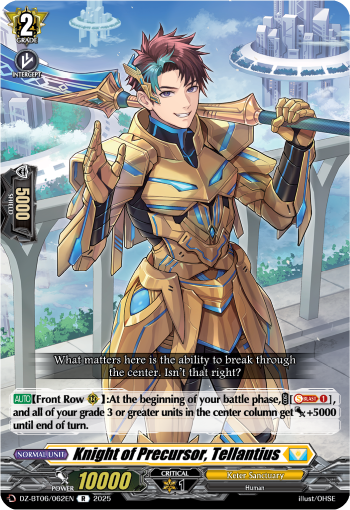 2
GRADE
INTERCEPT
5000
SHIELD
What matters here is the ability to break through
the center. Isn't that right?
AUTO【Front Row】:At the beginning of your battle phase,[BLAST 1],
and all of your grade 3 or greater units in the center column get +5000
until end of turn.
NORMAL UNIT Knight of Precursor, Tellantius
POWER 10000 CRITICAL 1 Keter Sanctuary
Human
DZ-BT06/062EN R 2025 illust/OHSE